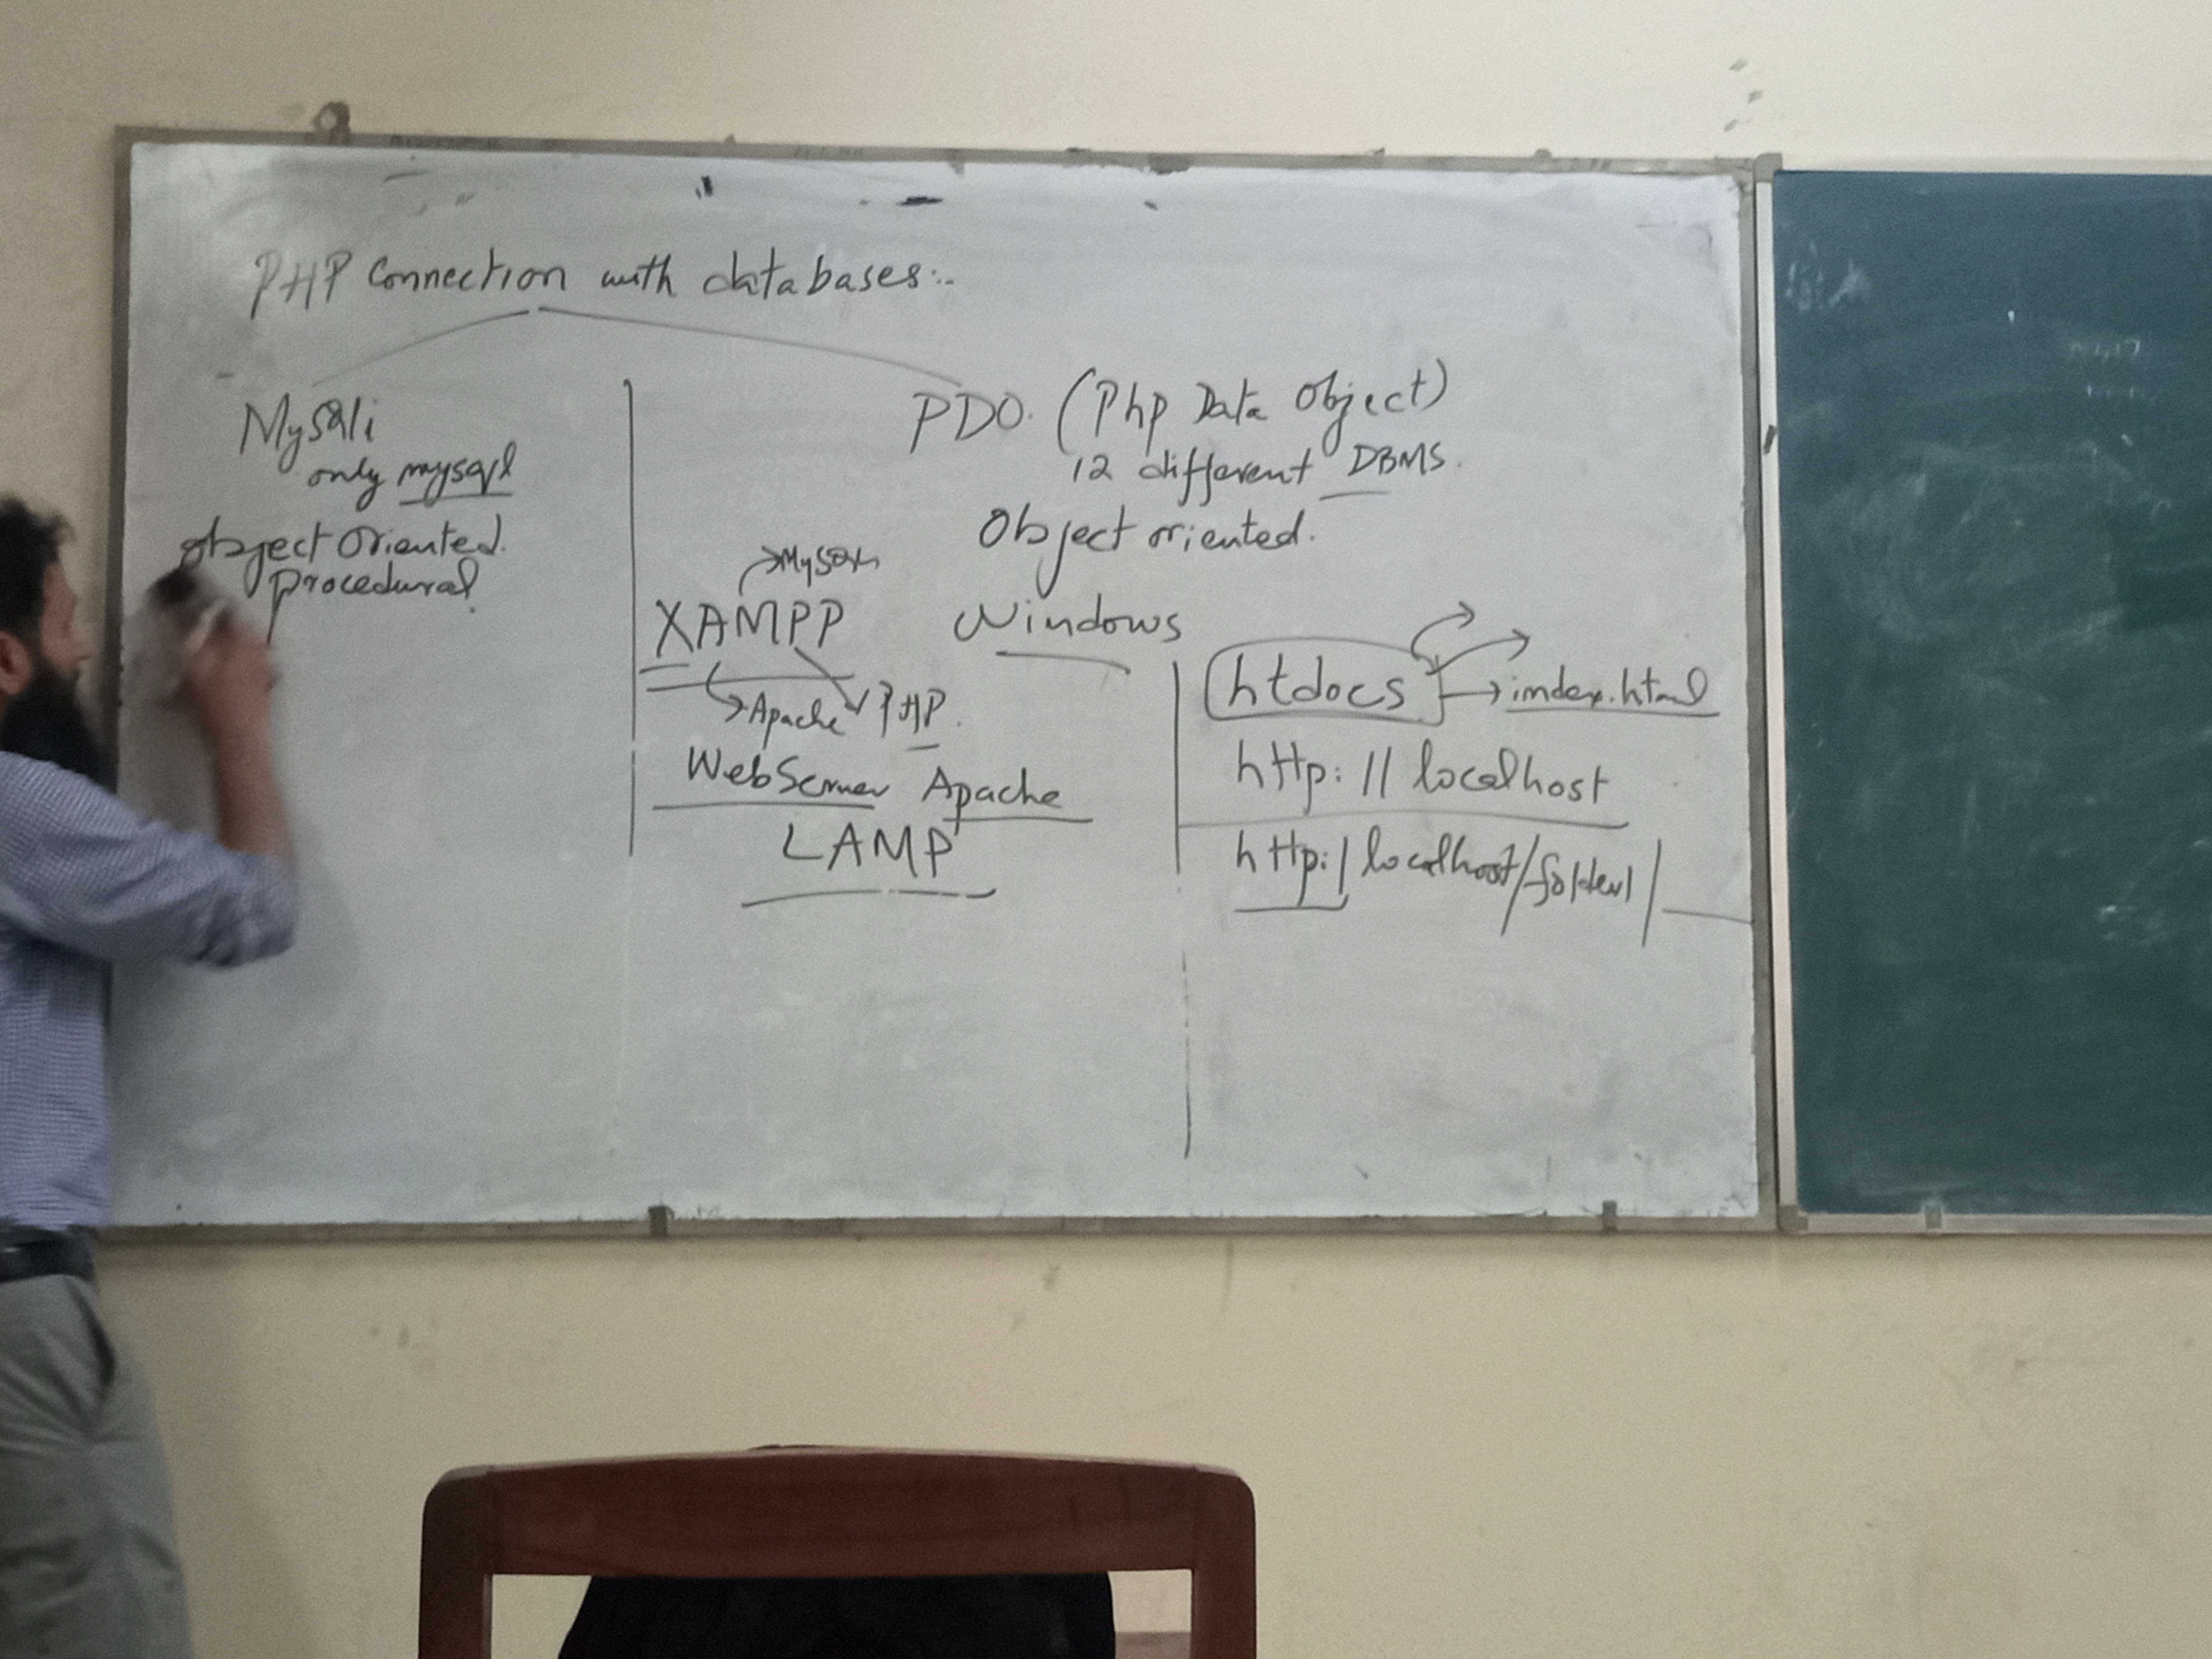 PHP Connection with databases:-
MySQli
only mysql
object oriented.
procedural
PDO. (Php Data Object)
12 different DBMS.
Object oriented.
MySQL
XAMPP Windows
Apache PHP.
WebServer Apache
LAMP
htdocs index.html
http://localhost
http:/localhost/folder1/